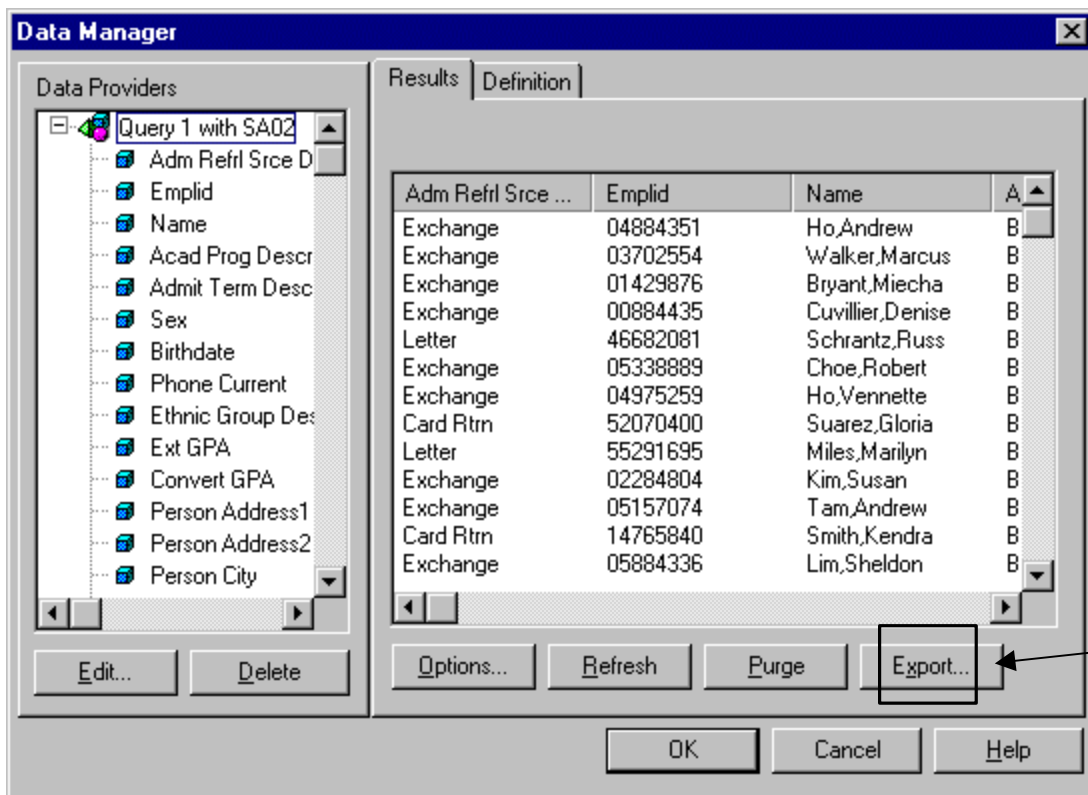 Data Manager
Data Providers
Query 1 with SA02
Adm Refrl Srce D
Emplid
Name
Acad Prog Descr
Admit Term Desc
Sex
Birthdate
Phone Current
Ethnic Group Des
Ext GPA
Convert GPA
Person Address1
Person Address2
Person City
Edit... Delete
Results Definition
Adm Refrl Srce ... Emplid Name A
Exchange 04884351 Ho,Andrew B
Exchange 03702554 Walker,Marcus B
Exchange 01429876 Bryant,Miecha B
Exchange 00884435 Cuvillier,Denise B
Letter 46682081 Schrantz,Russ B
Exchange 05338889 Choe,Robert B
Exchange 04975259 Ho,Vennette B
Card Rtrn 52070400 Suarez,Gloria B
Letter 55291695 Miles,Marilyn B
Exchange 02284804 Kim,Susan B
Exchange 05157074 Tam,Andrew B
Card Rtrn 14765840 Smith,Kendra B
Exchange 05884336 Lim,Sheldon B
Options... Refresh Purge Export...
OK Cancel Help